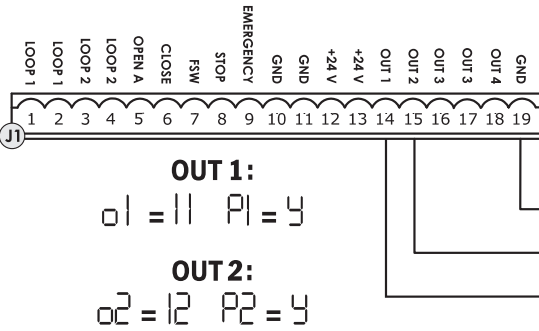 LOOP 1 LOOP 1 LOOP 2 LOOP 2 OPEN A CLOSE FSW STOP EMERGENCY GND GND +24 V +24 V OUT 1 OUT 2 OUT 3 OUT 3 OUT 4 GND
1 2 3 4 5 6 7 8 9 10 11 12 13 14 15 16 17 18 19
J1
OUT 1:
o1 = 11 P1 = y
OUT 2:
o2 = 12 P2 = y